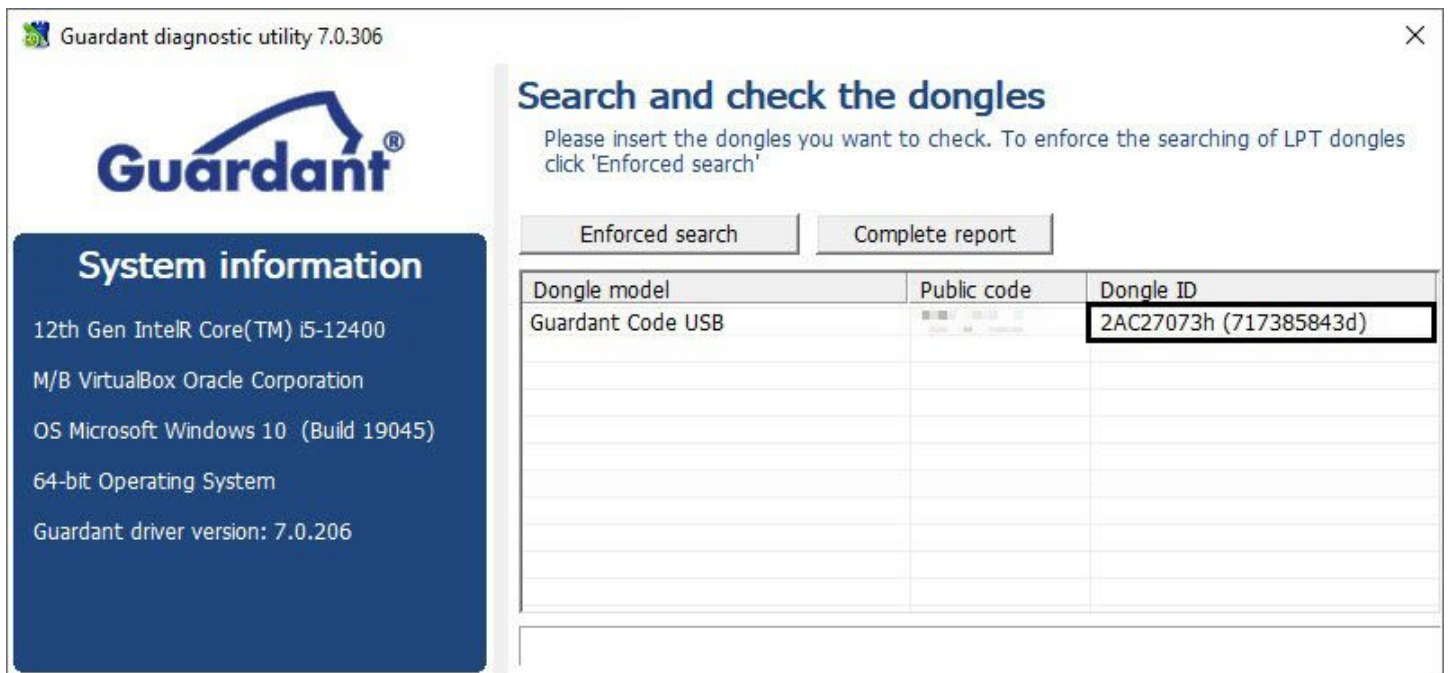 Guardant diagnostic utility 7.0.306
Guardant®
System information
12th Gen IntelR Core(TM) i5-12400
M/B VirtualBox Oracle Corporation
OS Microsoft Windows 10 (Build 19045)
64-bit Operating System
Guardant driver version: 7.0.206
Search and check the dongles
Please insert the dongles you want to check. To enforce the searching of LPT dongles
click 'Enforced search'
Enforced search Complete report
Dongle model Public code Dongle ID
Guardant Code USB 2AC27073h (717385843d)